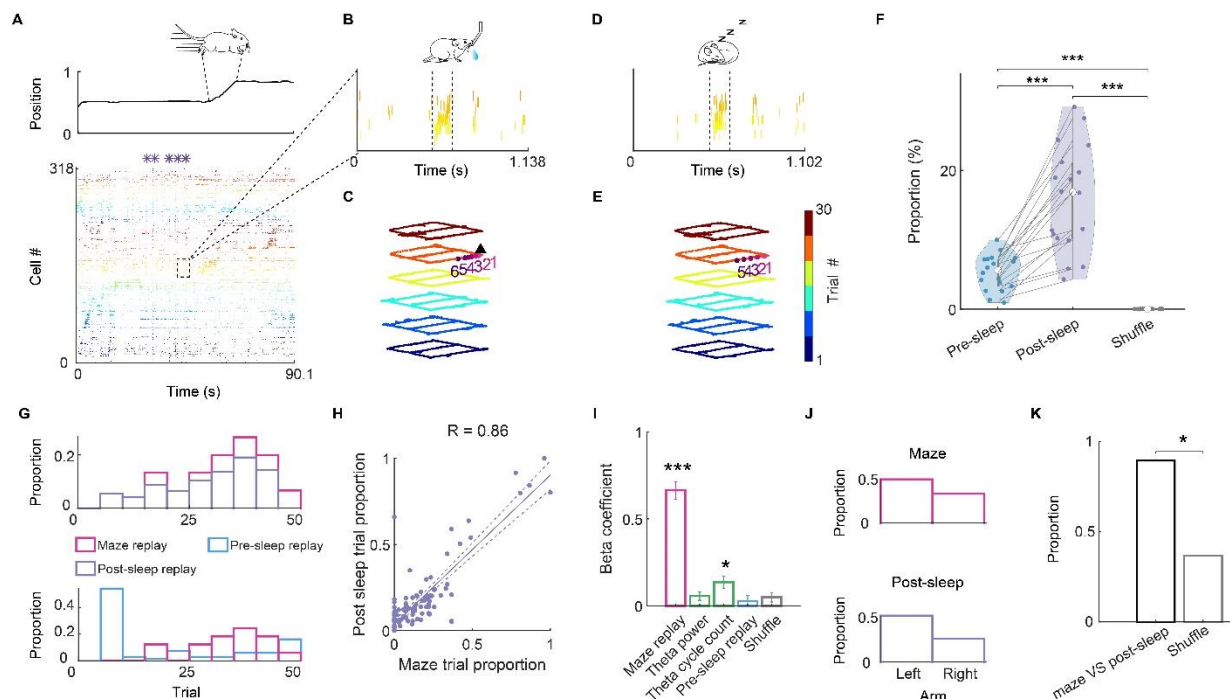 A
Position
1
0
** ***
318
Cell #
0
0
90.1
Time (s)
B
0
1.138
Time (s)
C
654321
D
z z z
0
1.102
Time (s)
E
54321
30
Trial #
1
F
***
***
***
Proportion (%)
20
0
Pre-sleep
Post-sleep
Shuffle
G
Proportion
0.2
0
0
25
50
Maze replay
Pre-sleep replay
Post-sleep replay
Proportion
0.4
0.2
0
0
25
50
Trial
H
R = 0.86
Post sleep trial proportion
1
0.5
0
0
0.5
1
Maze trial proportion
I
Beta coefficient
1
0.5
0
***
*
Maze replay
Theta power
Theta cycle count
Pre-sleep replay
Shuffle
J
Maze
Proportion
0.5
0
Post-sleep
Proportion
0.5
0
Left
Right
Arm
K
Proportion
1
0.5
0
*
maze VS post-sleep
Shuffle